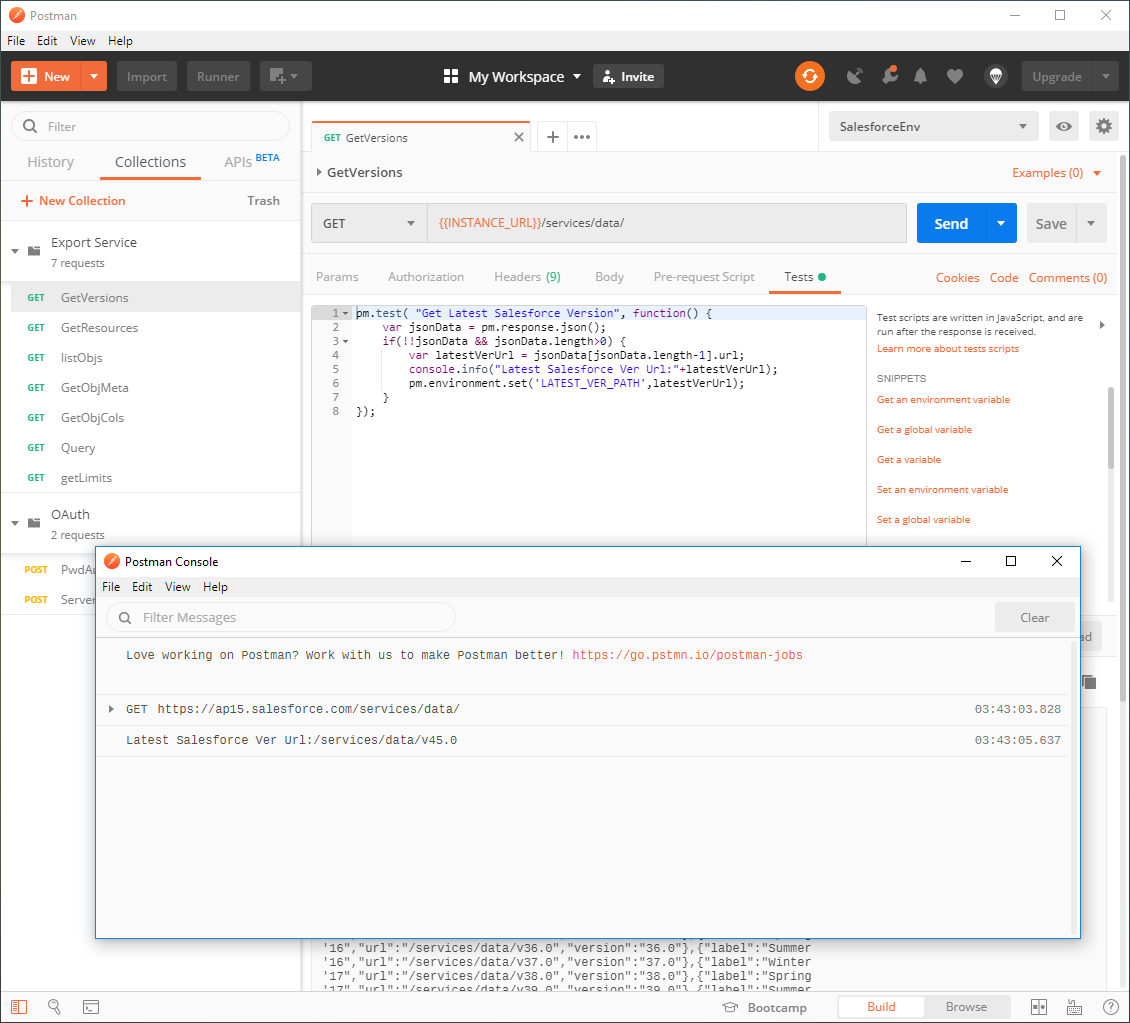 Postman
File Edit View Help
New Import Runner My Workspace Invite Upgrade
Filter
History Collections APIs BETA
New Collection Trash
Export Service
7 requests
GET GetVersions
GET GetResources
GET listObjs
GET GetObjMeta
GET GetObjCols
GET Query
GET getLimits
OAuth
2 requests
POST
POST
GET GetVersions
SalesforceEnv
GetVersions
Examples (0)
GET {{INSTANCE_URL}}/services/data/ Send Save
Params Authorization Headers (9) Body Pre-request Script Tests Cookies Code Comments (0)
1 pm.test( "Get Latest Salesforce Version", function() {
2 var jsonData = pm.response.json();
3 if(!!jsonData && jsonData.length>0) {
4 var latestVerUrl = jsonData[jsonData.length-1].url;
5 console.info("Latest Salesforce Ver Url:"+latestVerUrl);
6 pm.environment.set('LATEST_VER_PATH',latestVerUrl);
7 }
8 });
Test scripts are written in JavaScript, and are
run after the response is received.
Learn more about tests scripts
SNIPPETS
Get an environment variable
Get a global variable
Get a variable
Set an environment variable
Set a global variable
Postman Console
File Edit View Help
Filter Messages Clear
Love working on Postman? Work with us to make Postman better! https://go.pstmn.io/postman-jobs
GET https://ap15.salesforce.com/services/data/ 03:43:03.828
Latest Salesforce Ver Url:/services/data/v45.0 03:43:05.637
'16","url":"/services/data/v36.0","version":"36.0"},{"label":"Summer
'16","url":"/services/data/v37.0","version":"37.0"},{"label":"Winter
'17","url":"/services/data/v38.0","version":"38.0"},{"label":"Spring
'17","url":"/services/data/v39.0","version":"39.0"},{"label":"Summer
Bootcamp Build Browse